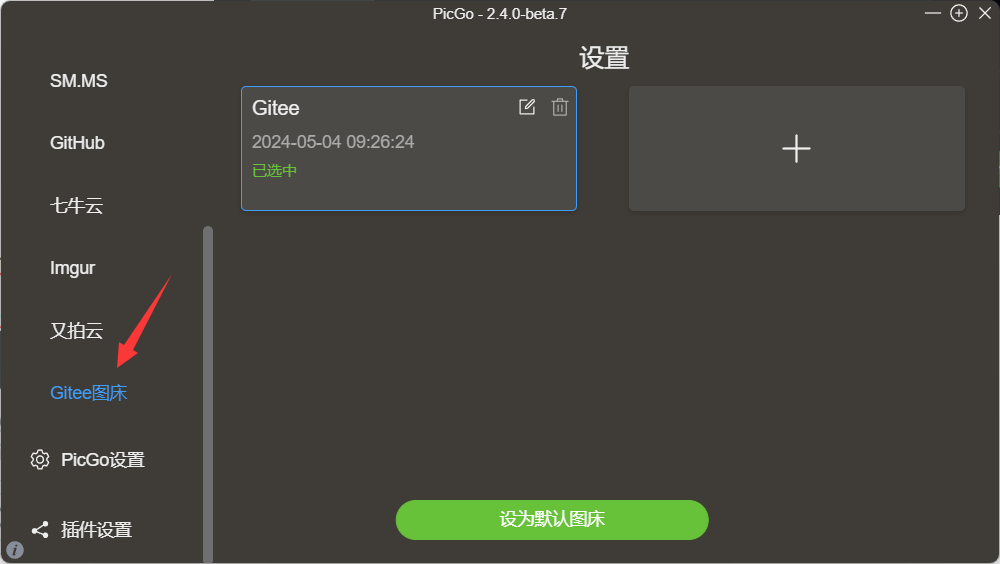 PicGo - 2.4.0-beta.7
SM.MS
GitHub
七牛云
Imgur
又拍云
Gitee图床
PicGo设置
插件设置
设置
Gitee
2024-05-04 09:26:24
已选中
设为默认图床